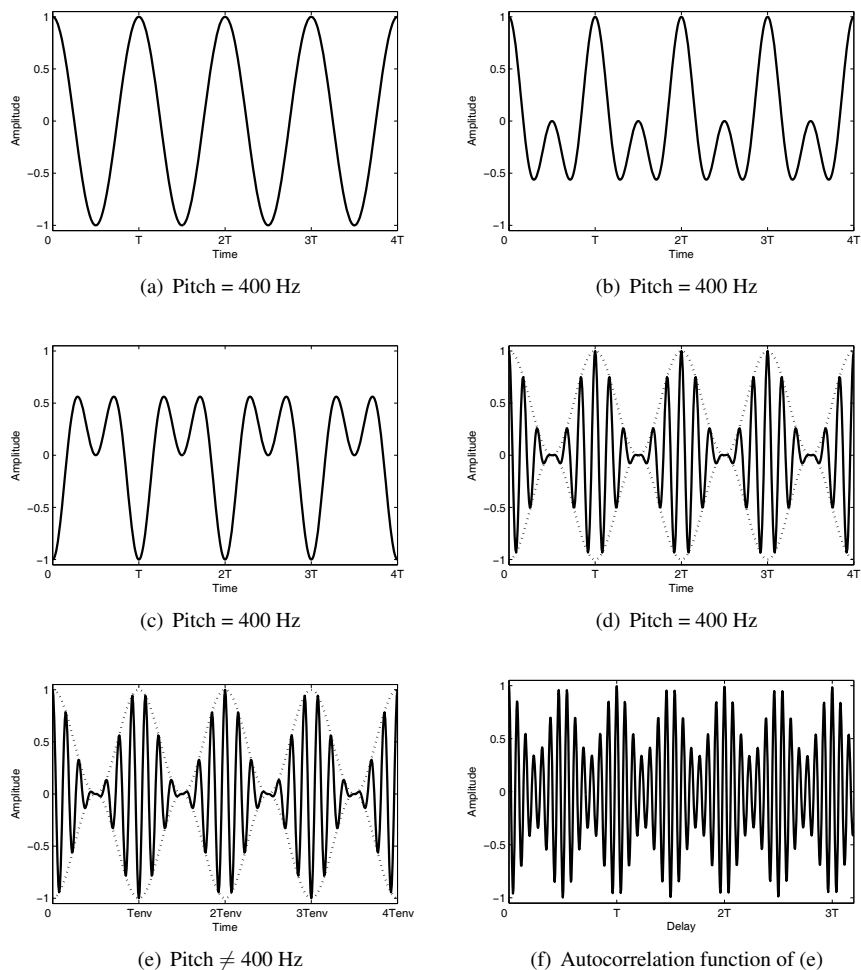 1
0.5
0
−0.5
−1
Amplitude
0 T 2T 3T 4T
Time
(a) Pitch = 400 Hz
1
0.5
0
−0.5
−1
Amplitude
0 T 2T 3T 4T
Time
(b) Pitch = 400 Hz
1
0.5
0
−0.5
−1
Amplitude
0 T 2T 3T 4T
Time
(c) Pitch = 400 Hz
1
0.5
0
−0.5
−1
Amplitude
0 T 2T 3T 4T
Time
(d) Pitch = 400 Hz
1
0.5
0
−0.5
−1
Amplitude
0 Tenv 2Tenv 3Tenv 4Tenv
Time
(e) Pitch ≠ 400 Hz
1
0.5
0
−0.5
−1
Amplitude
0 T 2T 3T
Delay
(f) Autocorrelation function of (e)